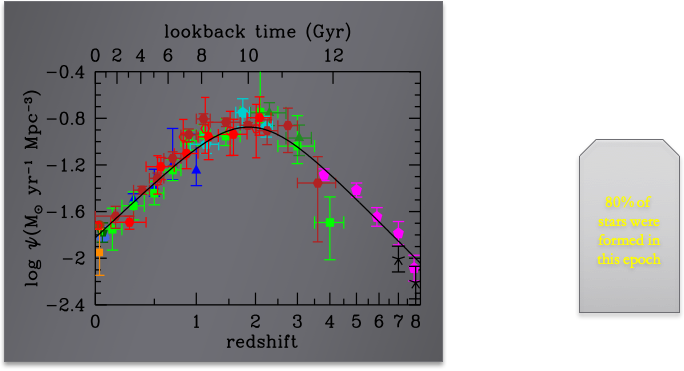 lookback time (Gyr)
0 2 4 6 8 10 12
−0.4
−0.8
−1.2
−1.6
−2
−2.4
log ψ(M⊙ yr⁻¹ Mpc⁻³)
0 1 2 3 4 5 6 7 8
redshift
80% of
stars were
formed in
this epoch